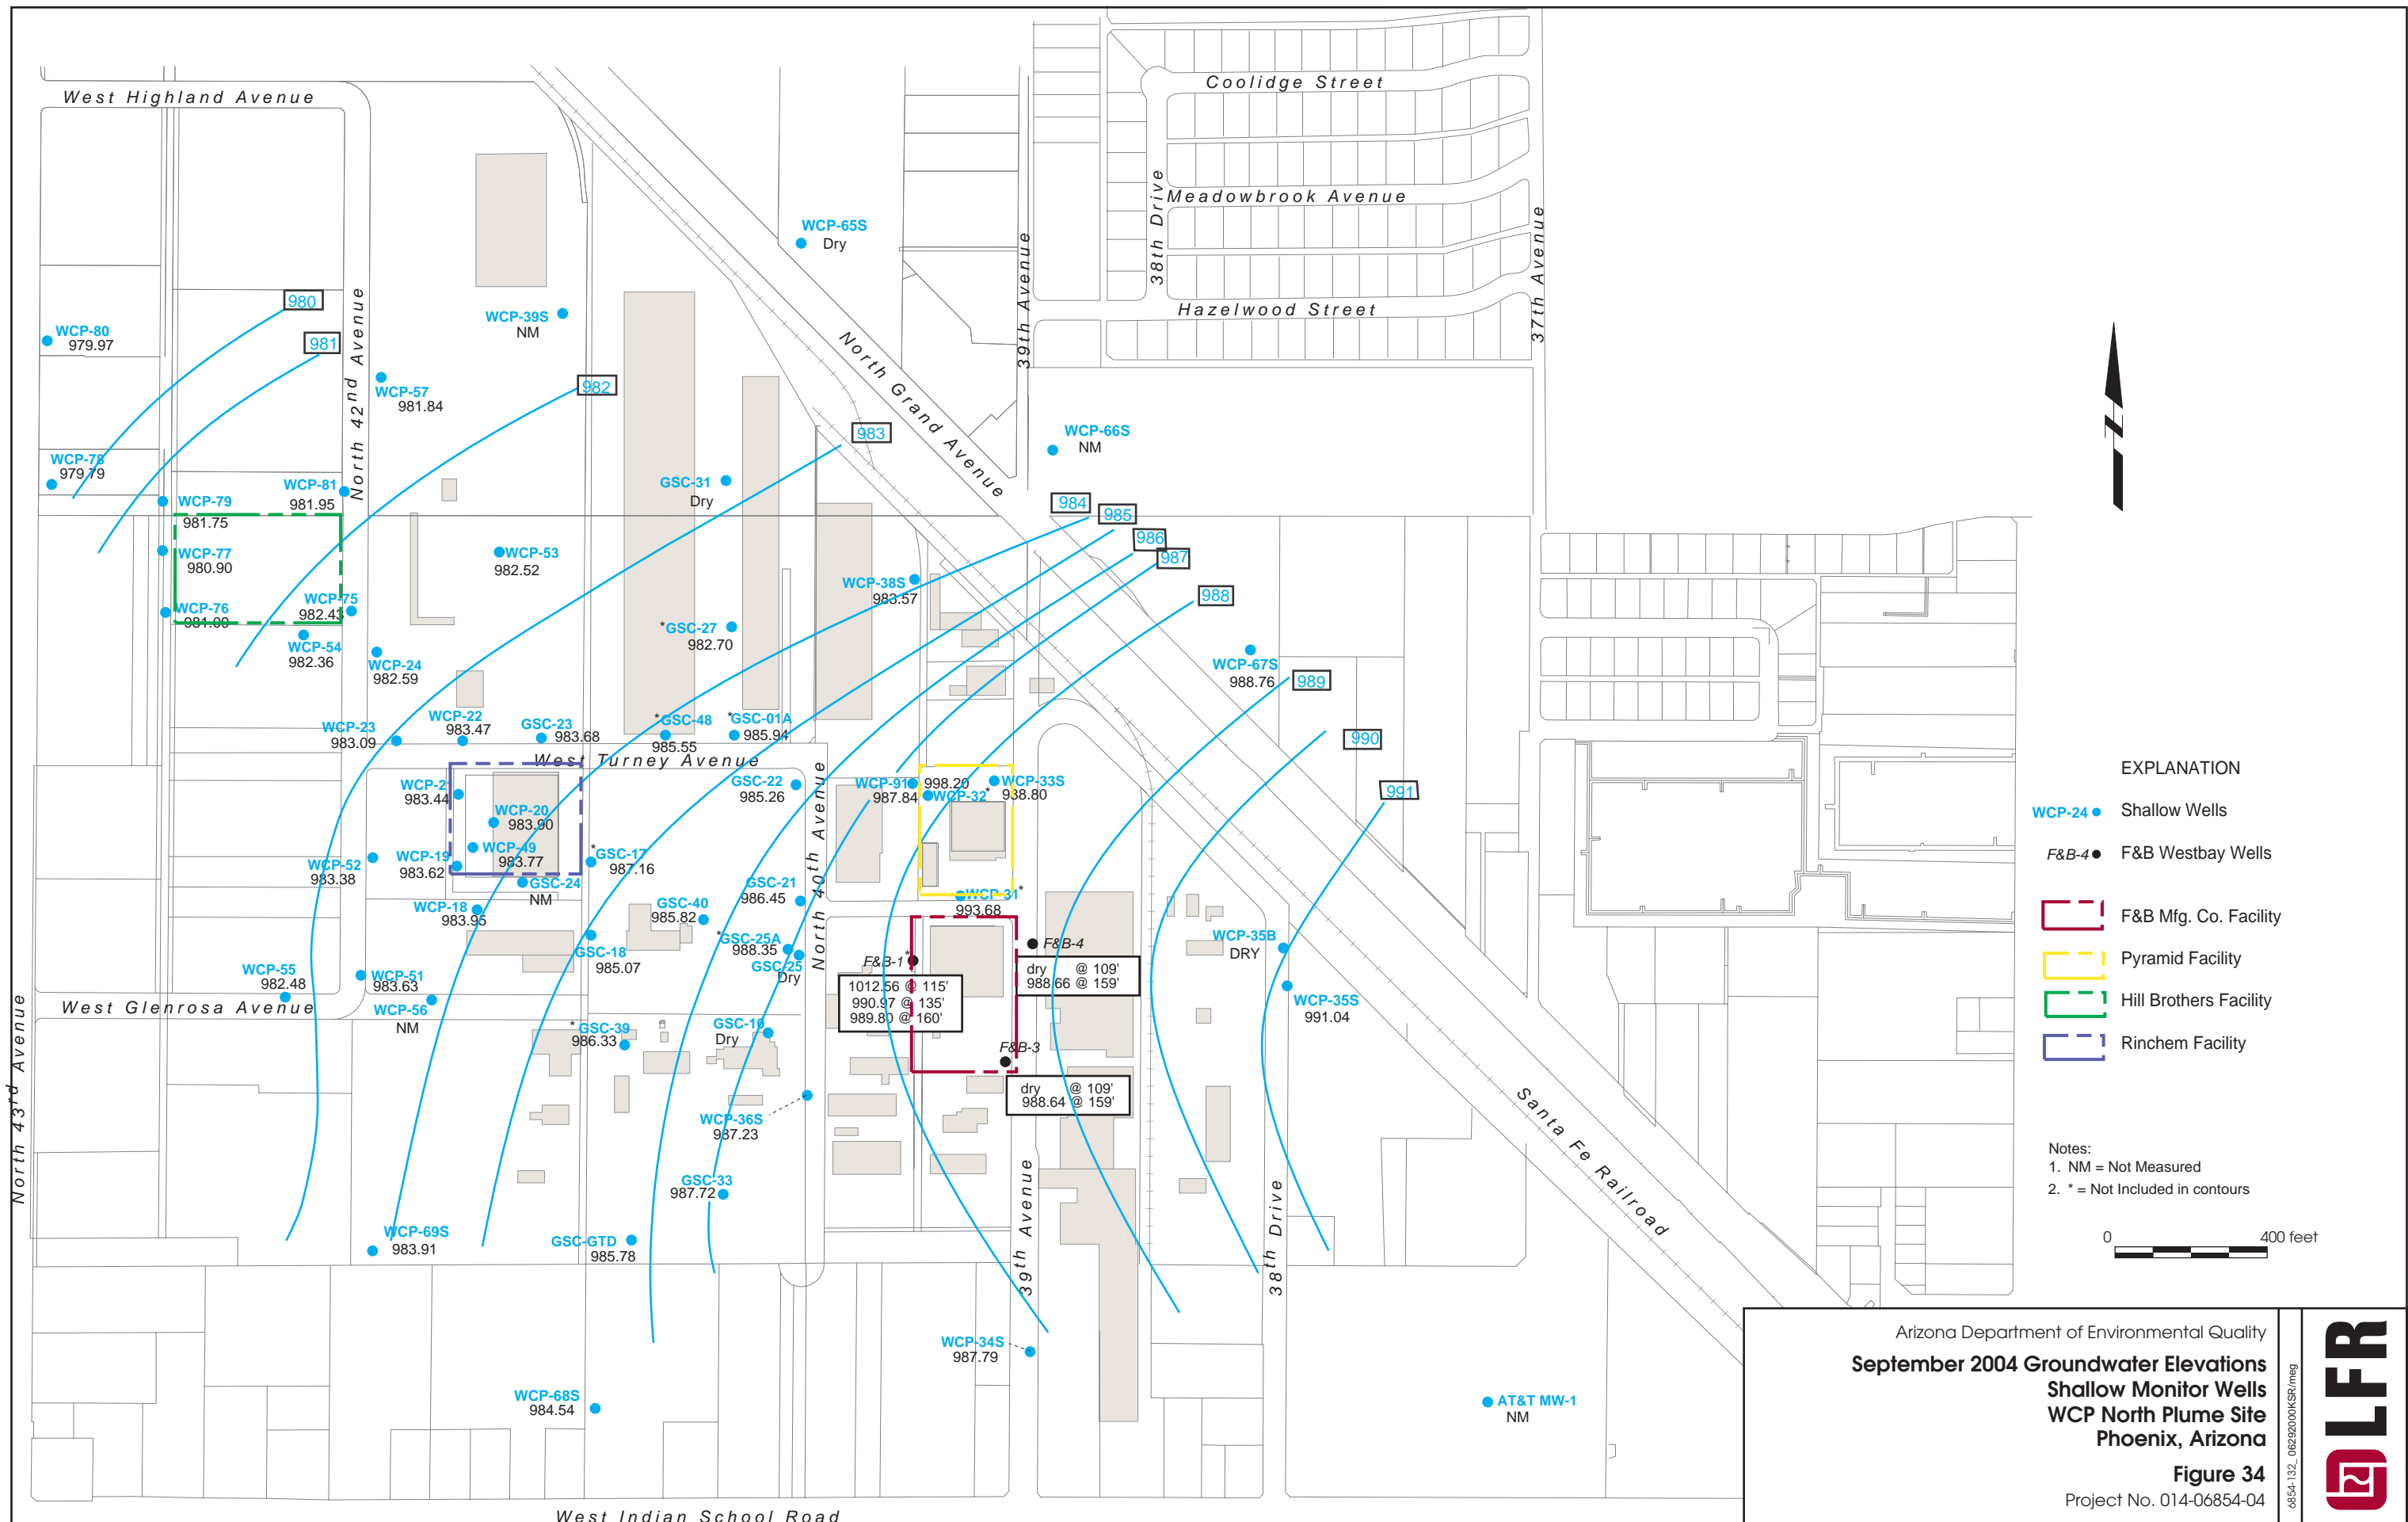 West Highland Avenue
Coolidge Street
Meadowbrook Avenue
Hazelwood Street
38th Drive
39th Avenue
37th Avenue
North 42nd Avenue
North Grand Avenue
WCP-65S
Dry
WCP-39S
NM
WCP-80
979.97
980
981
982
983
984
985
986
987
988
989
990
991
WCP-57
981.84
WCP-66S
NM
WCP-78
979.79
WCP-79
981.75
WCP-81
981.95
GSC-31
Dry
WCP-77
980.90
WCP-53
982.52
WCP-38S
983.57
WCP-76
981.09
WCP-75
982.43
WCP-54
982.36
WCP-24
982.59
*GSC-27
982.70
WCP-67S
988.76
WCP-23
983.09
WCP-22
983.47
GSC-23
983.68
*GSC-48
985.55
*GSC-01A
985.94
West Turney Avenue
WCP-21
983.44
WCP-20
983.90
GSC-22
985.26
WCP-91
987.84
998.20
WCP-32*
WCP-33S
938.80
North 40th Avenue
WCP-52
983.38
WCP-19
983.62
WCP-49
983.77
*GSC-17
987.16
GSC-24
NM
WCP-18
983.95
GSC-21
986.45
WCP-31*
993.68
GSC-40
985.82
*GSC-25A
988.35
GSC-25
Dry
GSC-18
985.07
F&B-1*
1012.56 @ 115'
990.97 @ 135'
989.80 @ 160'
F&B-4
dry @ 109'
988.66 @ 159'
WCP-35B
DRY
WCP-35S
991.04
WCP-55
982.48
WCP-51
983.63
West Glenrosa Avenue
WCP-56
NM
*GSC-39
986.33
GSC-10
Dry
F&B-3
dry @ 109'
988.64 @ 159'
WCP-36S
987.23
GSC-33
987.72
North 43rd Avenue
WCP-69S
983.91
GSC-GTD
985.78
39th Avenue
38th Drive
Santa Fe Railroad
WCP-34S
987.79
WCP-68S
984.54
AT&T MW-1
NM
West Indian School Road
EXPLANATION
WCP-24 Shallow Wells
F&B-4 F&B Westbay Wells
F&B Mfg. Co. Facility
Pyramid Facility
Hill Brothers Facility
Rinchem Facility
Notes:
1. NM = Not Measured
2. * = Not Included in contours
0 400 feet
Arizona Department of Environmental Quality
September 2004 Groundwater Elevations
Shallow Monitor Wells
WCP North Plume Site
Phoenix, Arizona
Figure 34
Project No. 014-06854-04
6854-132_06292000KSR/meg
LFR